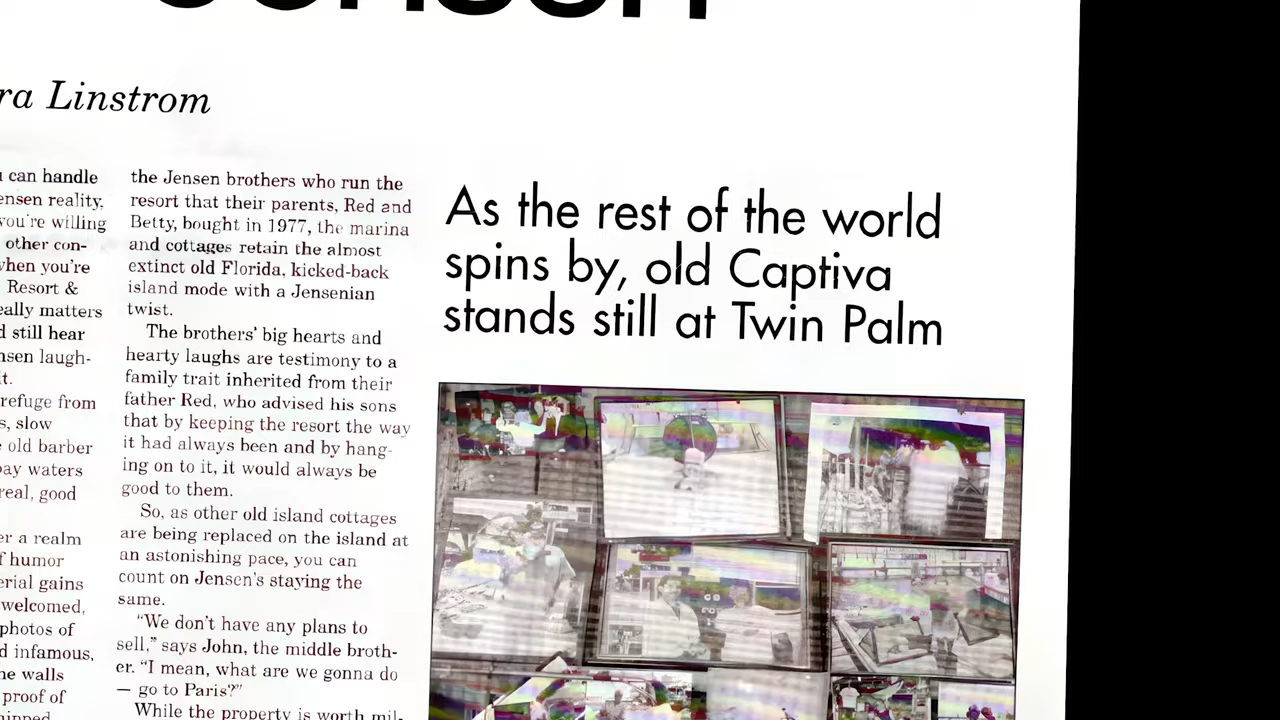 ra Linstrom
can handle
ensen reality,
you're willing
other con-
when you're
Resort &
eally matters
d still hear
nsen laugh-
it.
refuge from
s, slow
old barber
bay waters
real, good
er a realm
f humor
erial gains
welcomed,
photos of
d infamous,
he walls
proof of
the Jensen brothers who run the
resort that their parents, Red and
Betty, bought in 1977, the marina
and cottages retain the almost
extinct old Florida, kicked-back
island mode with a Jensenian
twist.
The brothers' big hearts and
hearty laughs are testimony to a
family trait inherited from their
father Red, who advised his sons
that by keeping the resort the way
it had always been and by hang-
ing on to it, it would always be
good to them.
So, as other old island cottages
are being replaced on the island at
an astonishing pace, you can
count on Jensen's staying the
same.
"We don't have any plans to
sell," says John, the middle broth-
er. "I mean, what are we gonna do
— go to Paris?"
While the property is worth mil-
As the rest of the world
spins by, old Captiva
stands still at Twin Palm